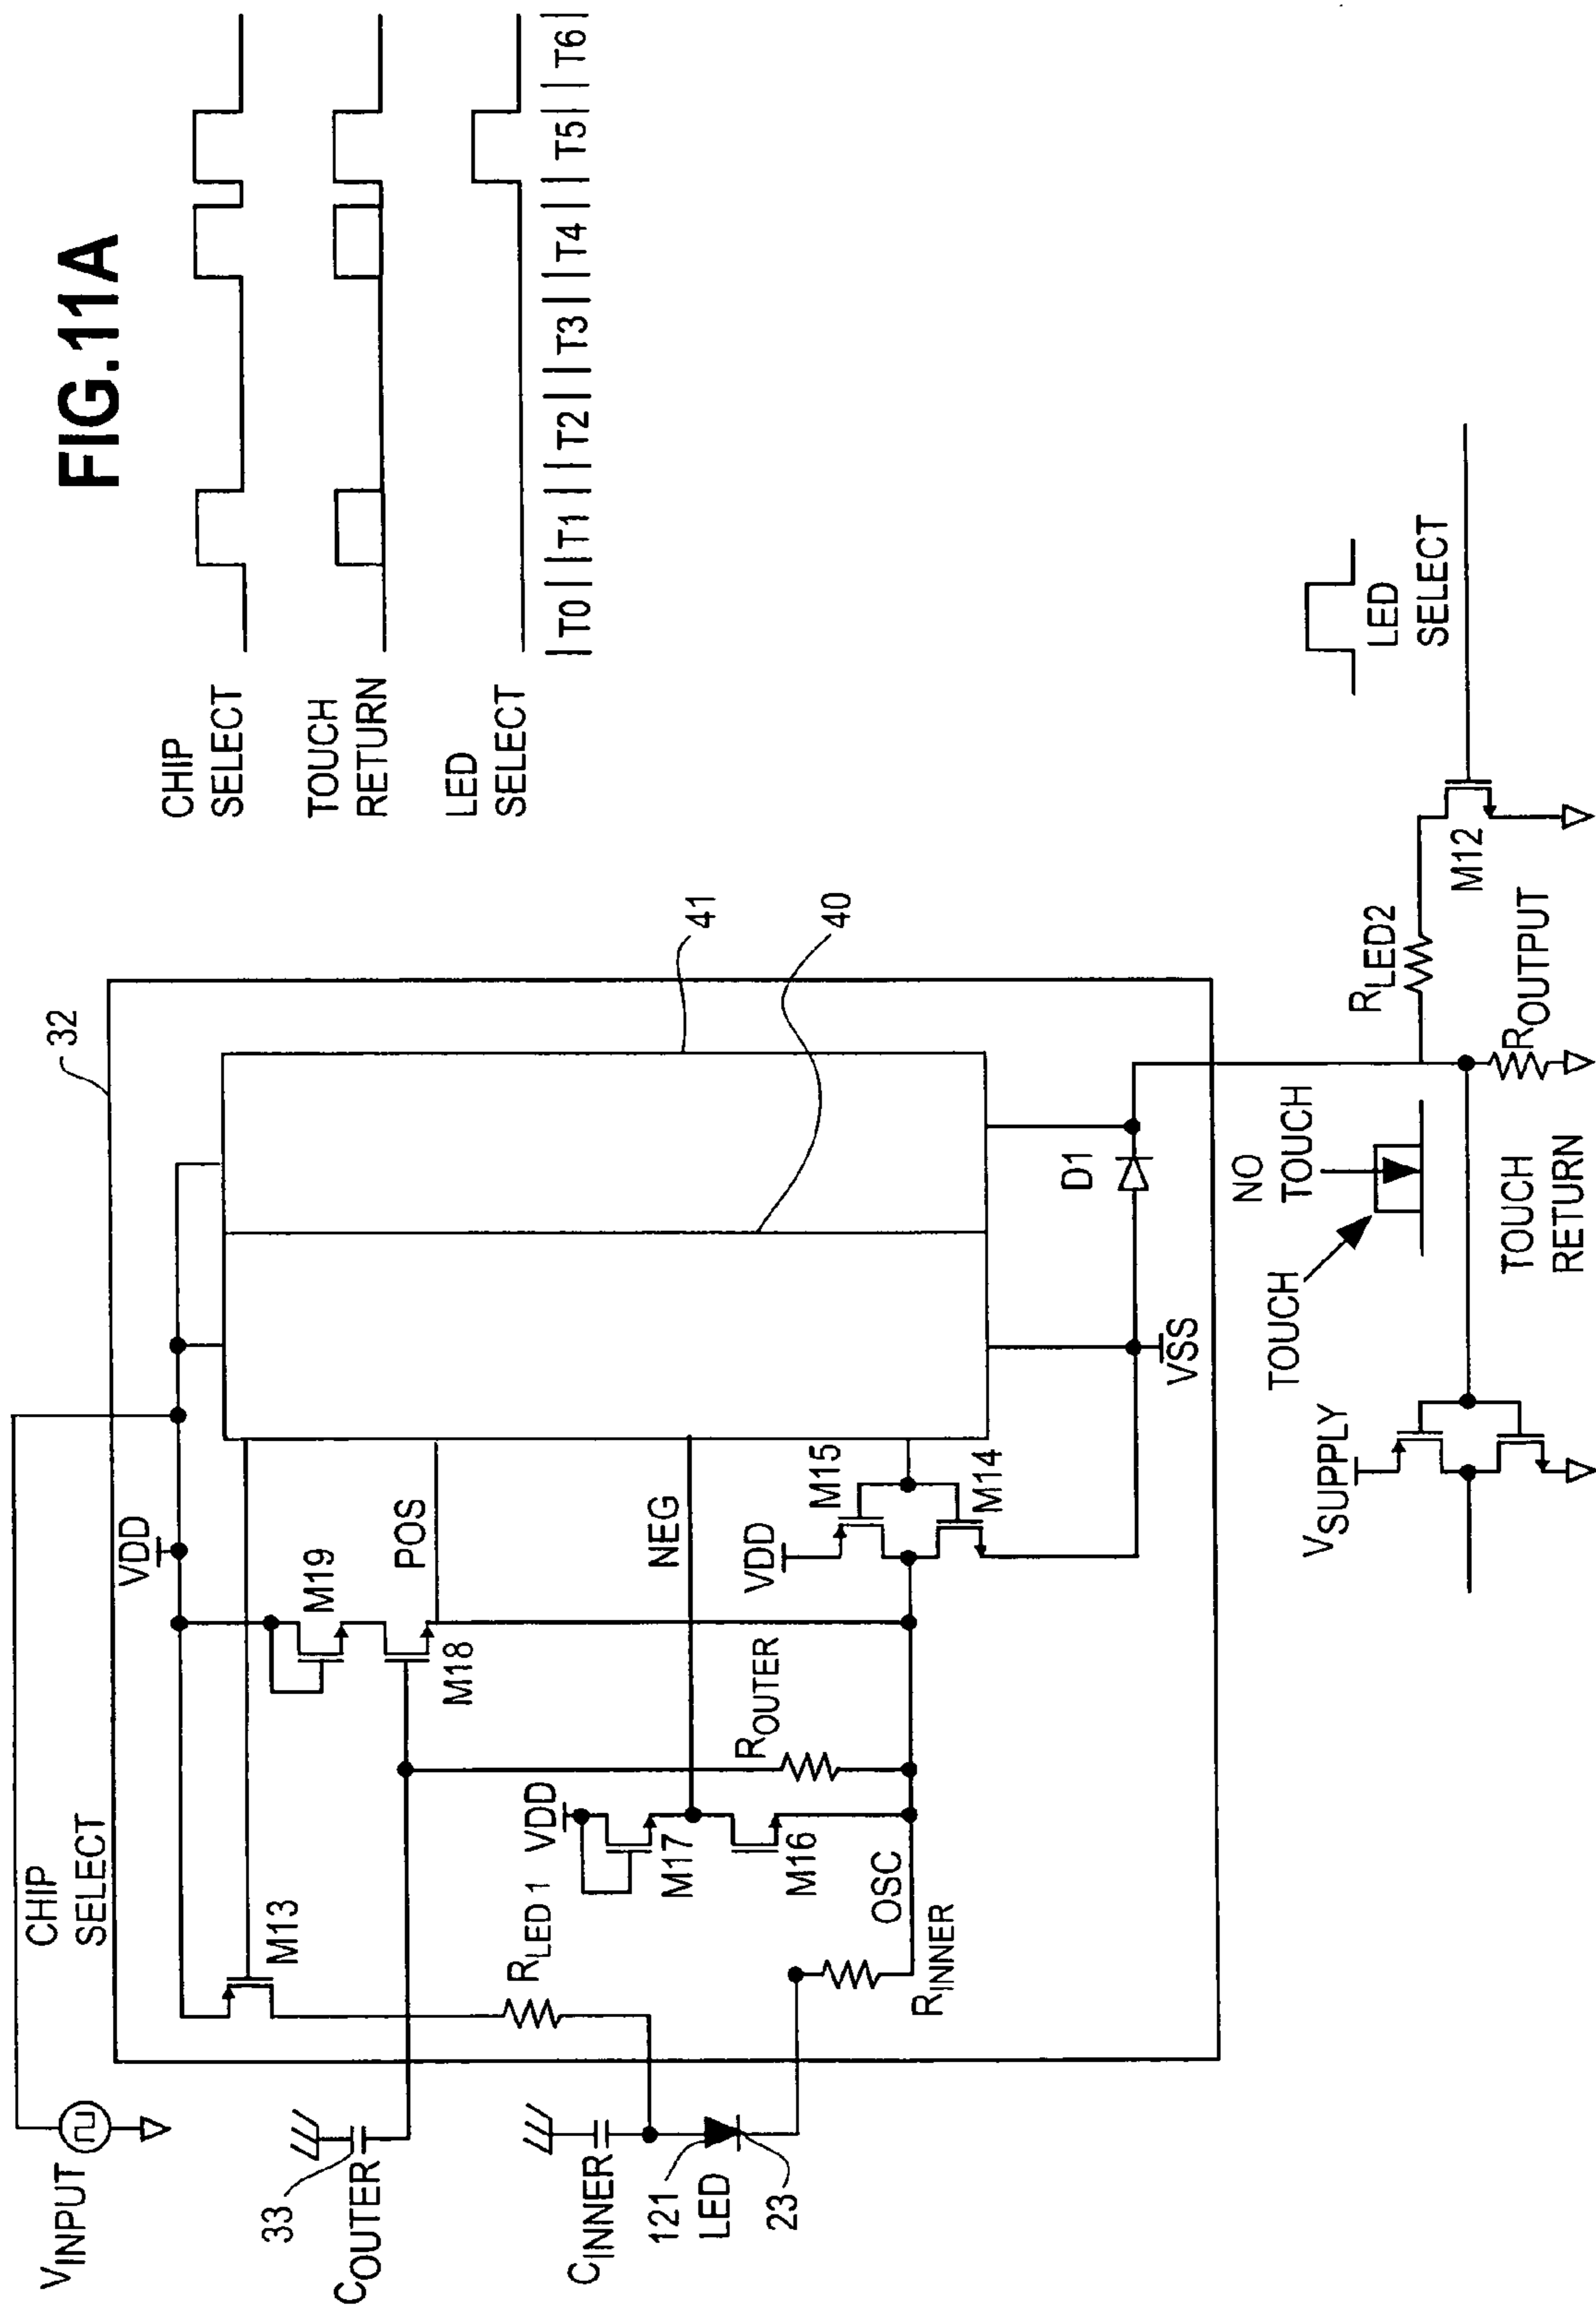 FIG.11A
CHIP
SELECT
TOUCH
RETURN
LED
SELECT
T0 T1 T2 T3 T4 T5 T6
VINPUT
CHIP
SELECT
32
VDD
M13
M19
33
COUTER
M18
POS
41
40
RLED1
VDD
M17
NEG
CINNER
121
LED
23
M16
ROUTER
OSC
RINNER
VDD
M15
M14
D1
VSS
VSUPPLY
TOUCH
NO
TOUCH
TOUCH
RETURN
RLED2
ROUTPUT
M12
LED
SELECT